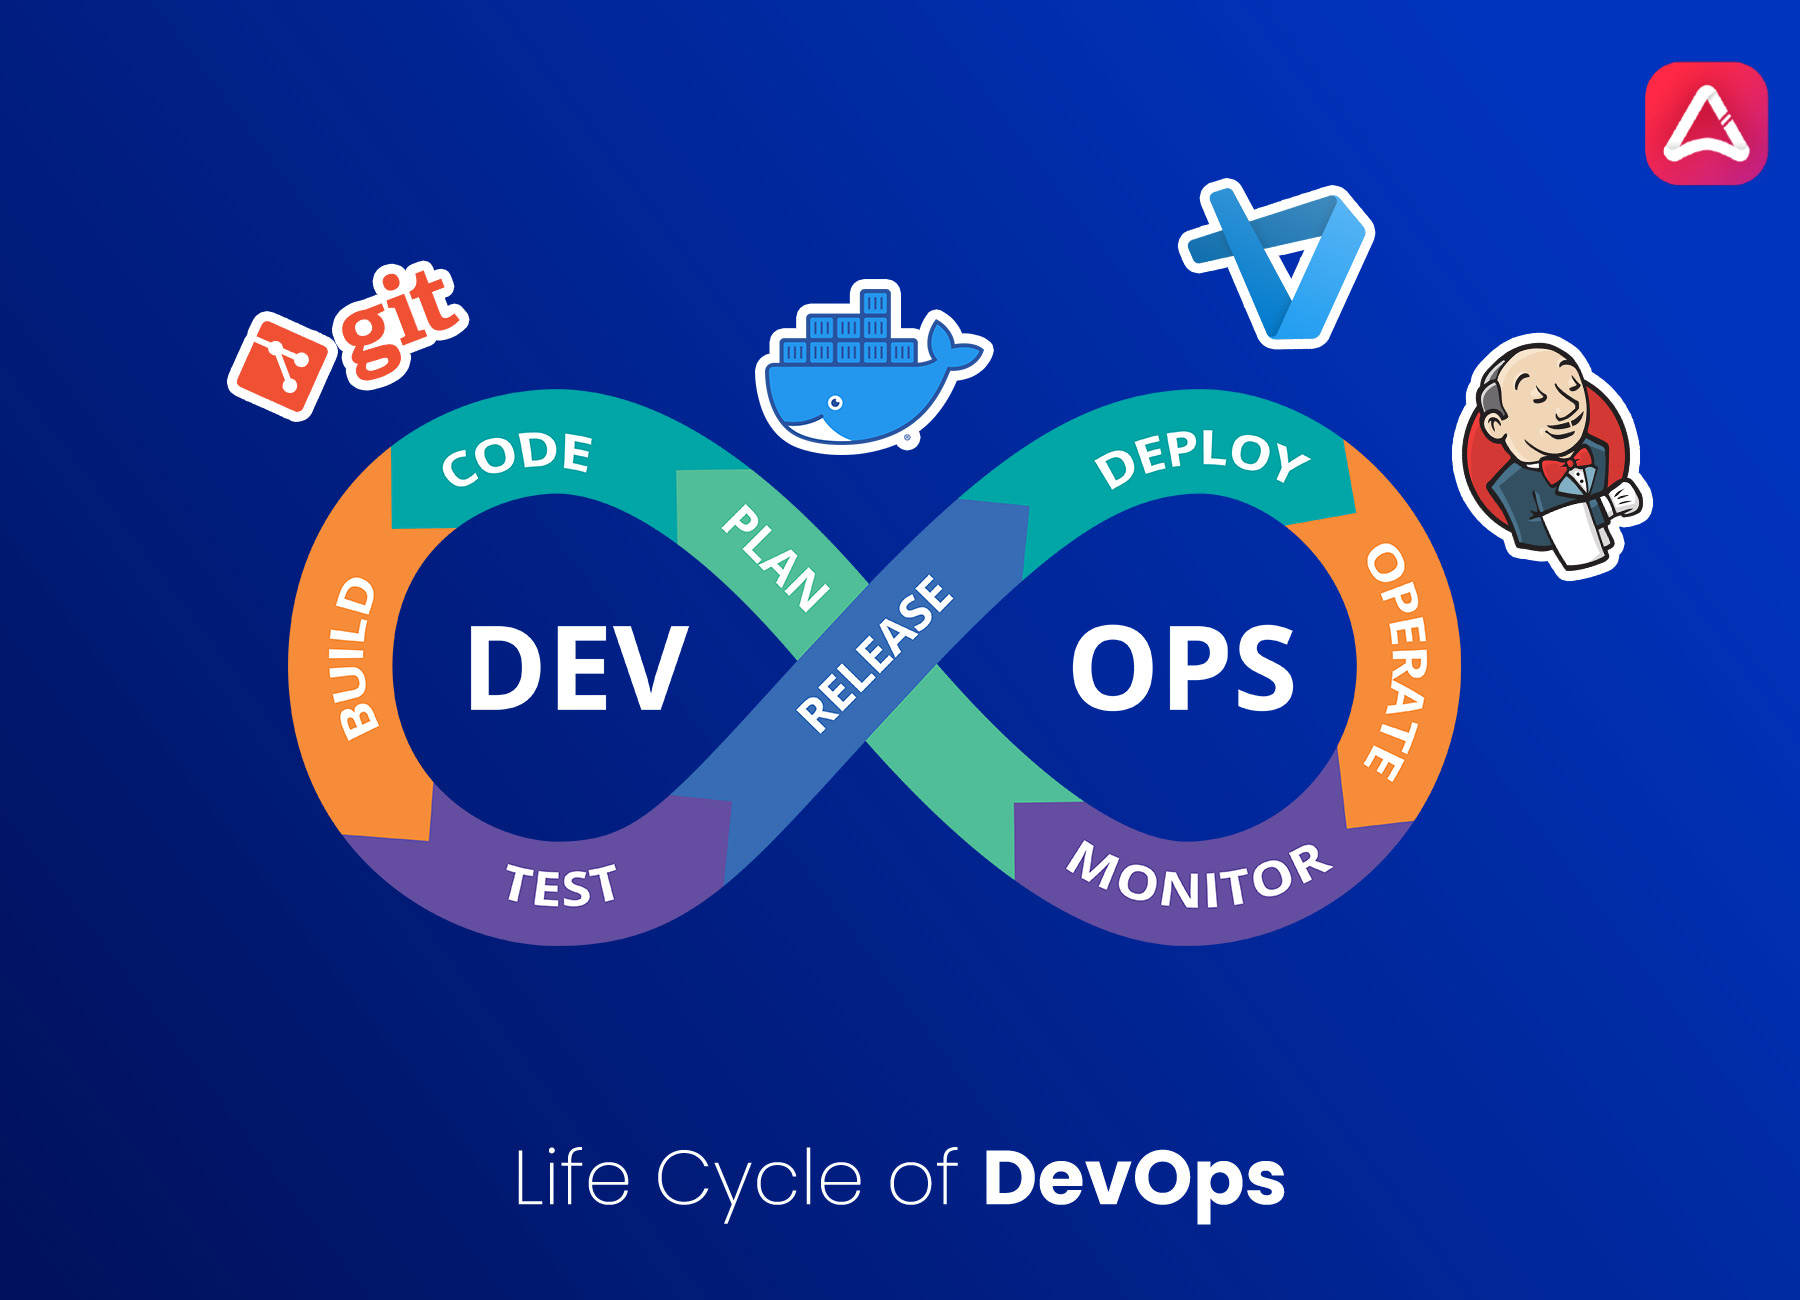 git
CODE
PLAN
BUILD
DEV
TEST
RELEASE
DEPLOY
OPS
OPERATE
MONITOR
Life Cycle of DevOps